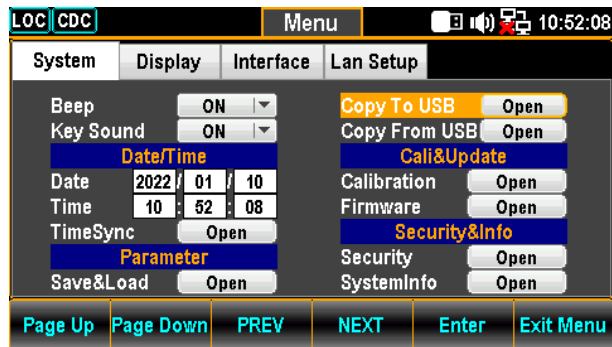 LOC CDC Menu 10:52:08
System Display Interface Lan Setup
Beep ON
Key Sound ON
Date/Time
Date 2022 / 01 / 10
Time 10 : 52 : 08
TimeSync Open
Parameter
Save&Load Open
Copy To USB Open
Copy From USB Open
Cali&Update
Calibration Open
Firmware Open
Security&Info
Security Open
SystemInfo Open
Page Up Page Down PREV NEXT Enter Exit Menu